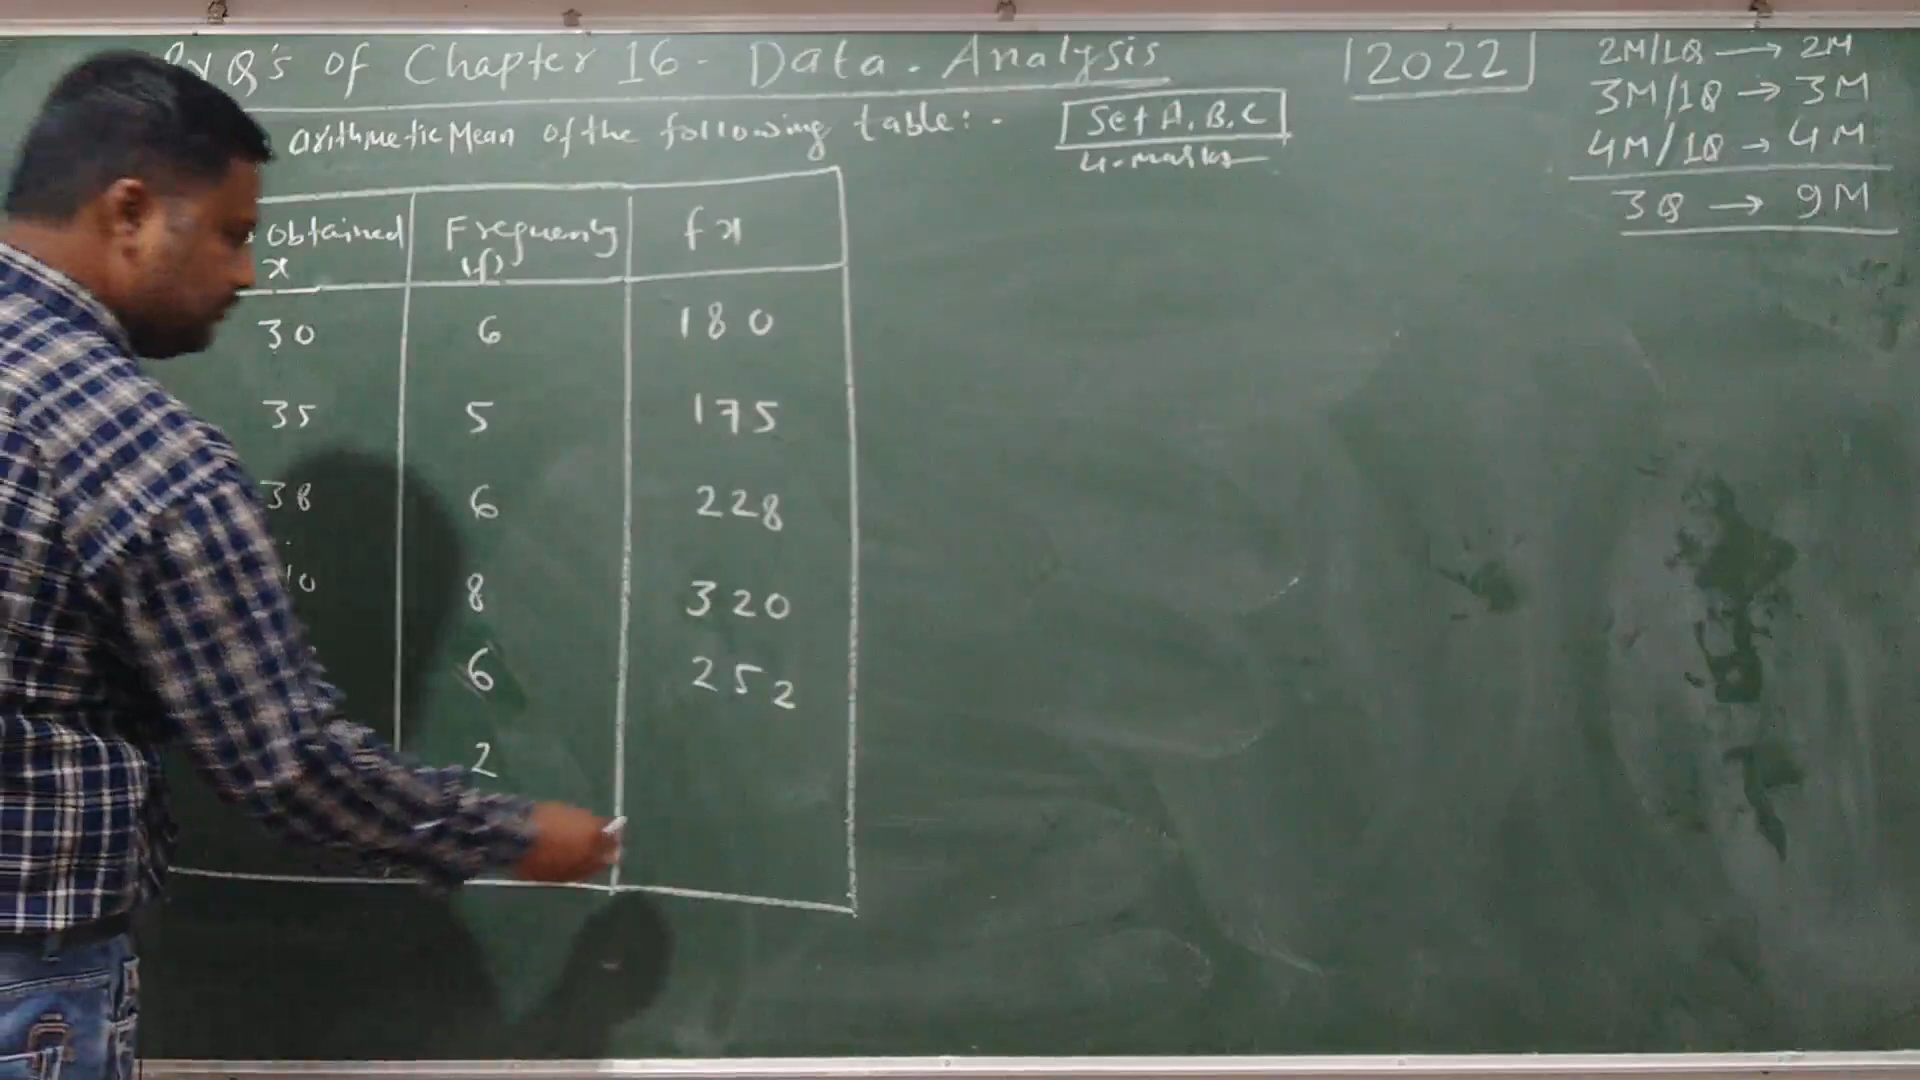 Q's of Chapter 16 - Data. Analysis
|2022|
2M/1Q → 2M
3M/1Q → 3M
4M/1Q → 4M
3Q → 9M
arithmetic Mean of the following table: -
Set A, B, C
4-marks
Obtained x Frequency (f) fx
30 6 180
35 5 175
38 6 228
8 320
6 252
2